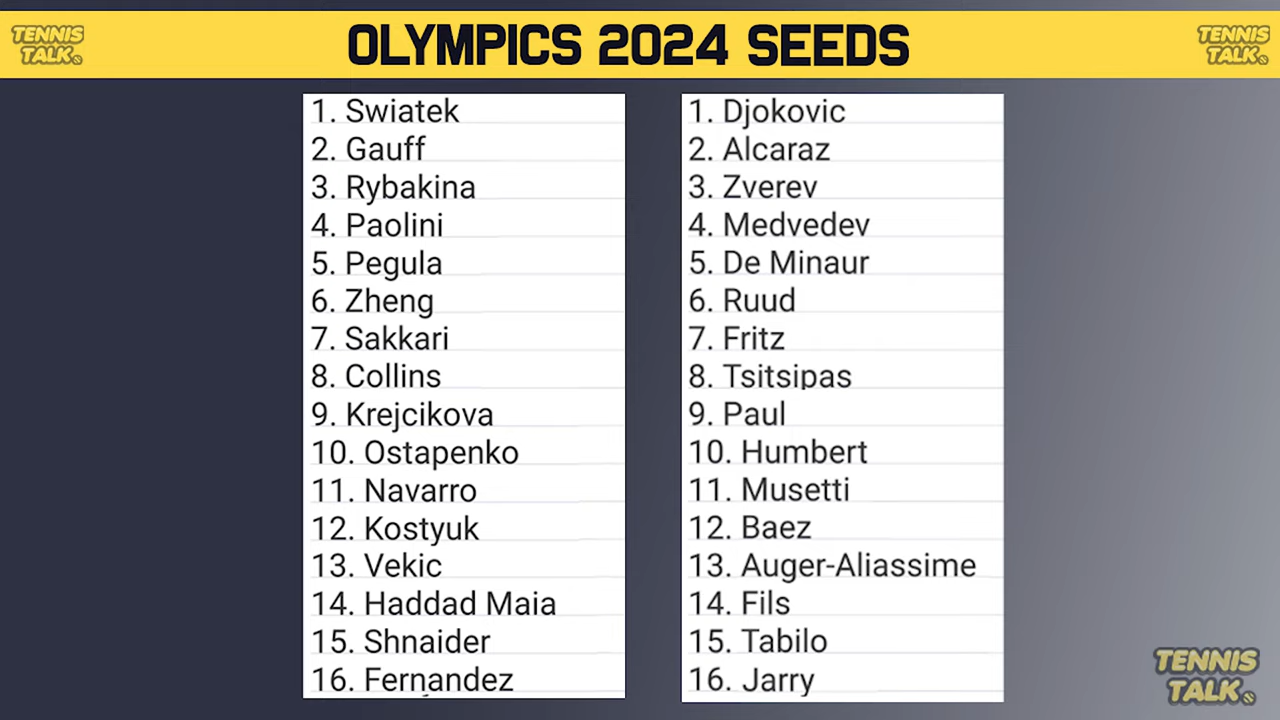 TENNIS
TALK
OLYMPICS 2024 SEEDS
TENNIS
TALK
1. Swiatek
2. Gauff
3. Rybakina
4. Paolini
5. Pegula
6. Zheng
7. Sakkari
8. Collins
9. Krejcikova
10. Ostapenko
11. Navarro
12. Kostyuk
13. Vekic
14. Haddad Maia
15. Shnaider
16. Fernandez
1. Djokovic
2. Alcaraz
3. Zverev
4. Medvedev
5. De Minaur
6. Ruud
7. Fritz
8. Tsitsipas
9. Paul
10. Humbert
11. Musetti
12. Baez
13. Auger-Aliassime
14. Fils
15. Tabilo
16. Jarry
TENNIS
TALK